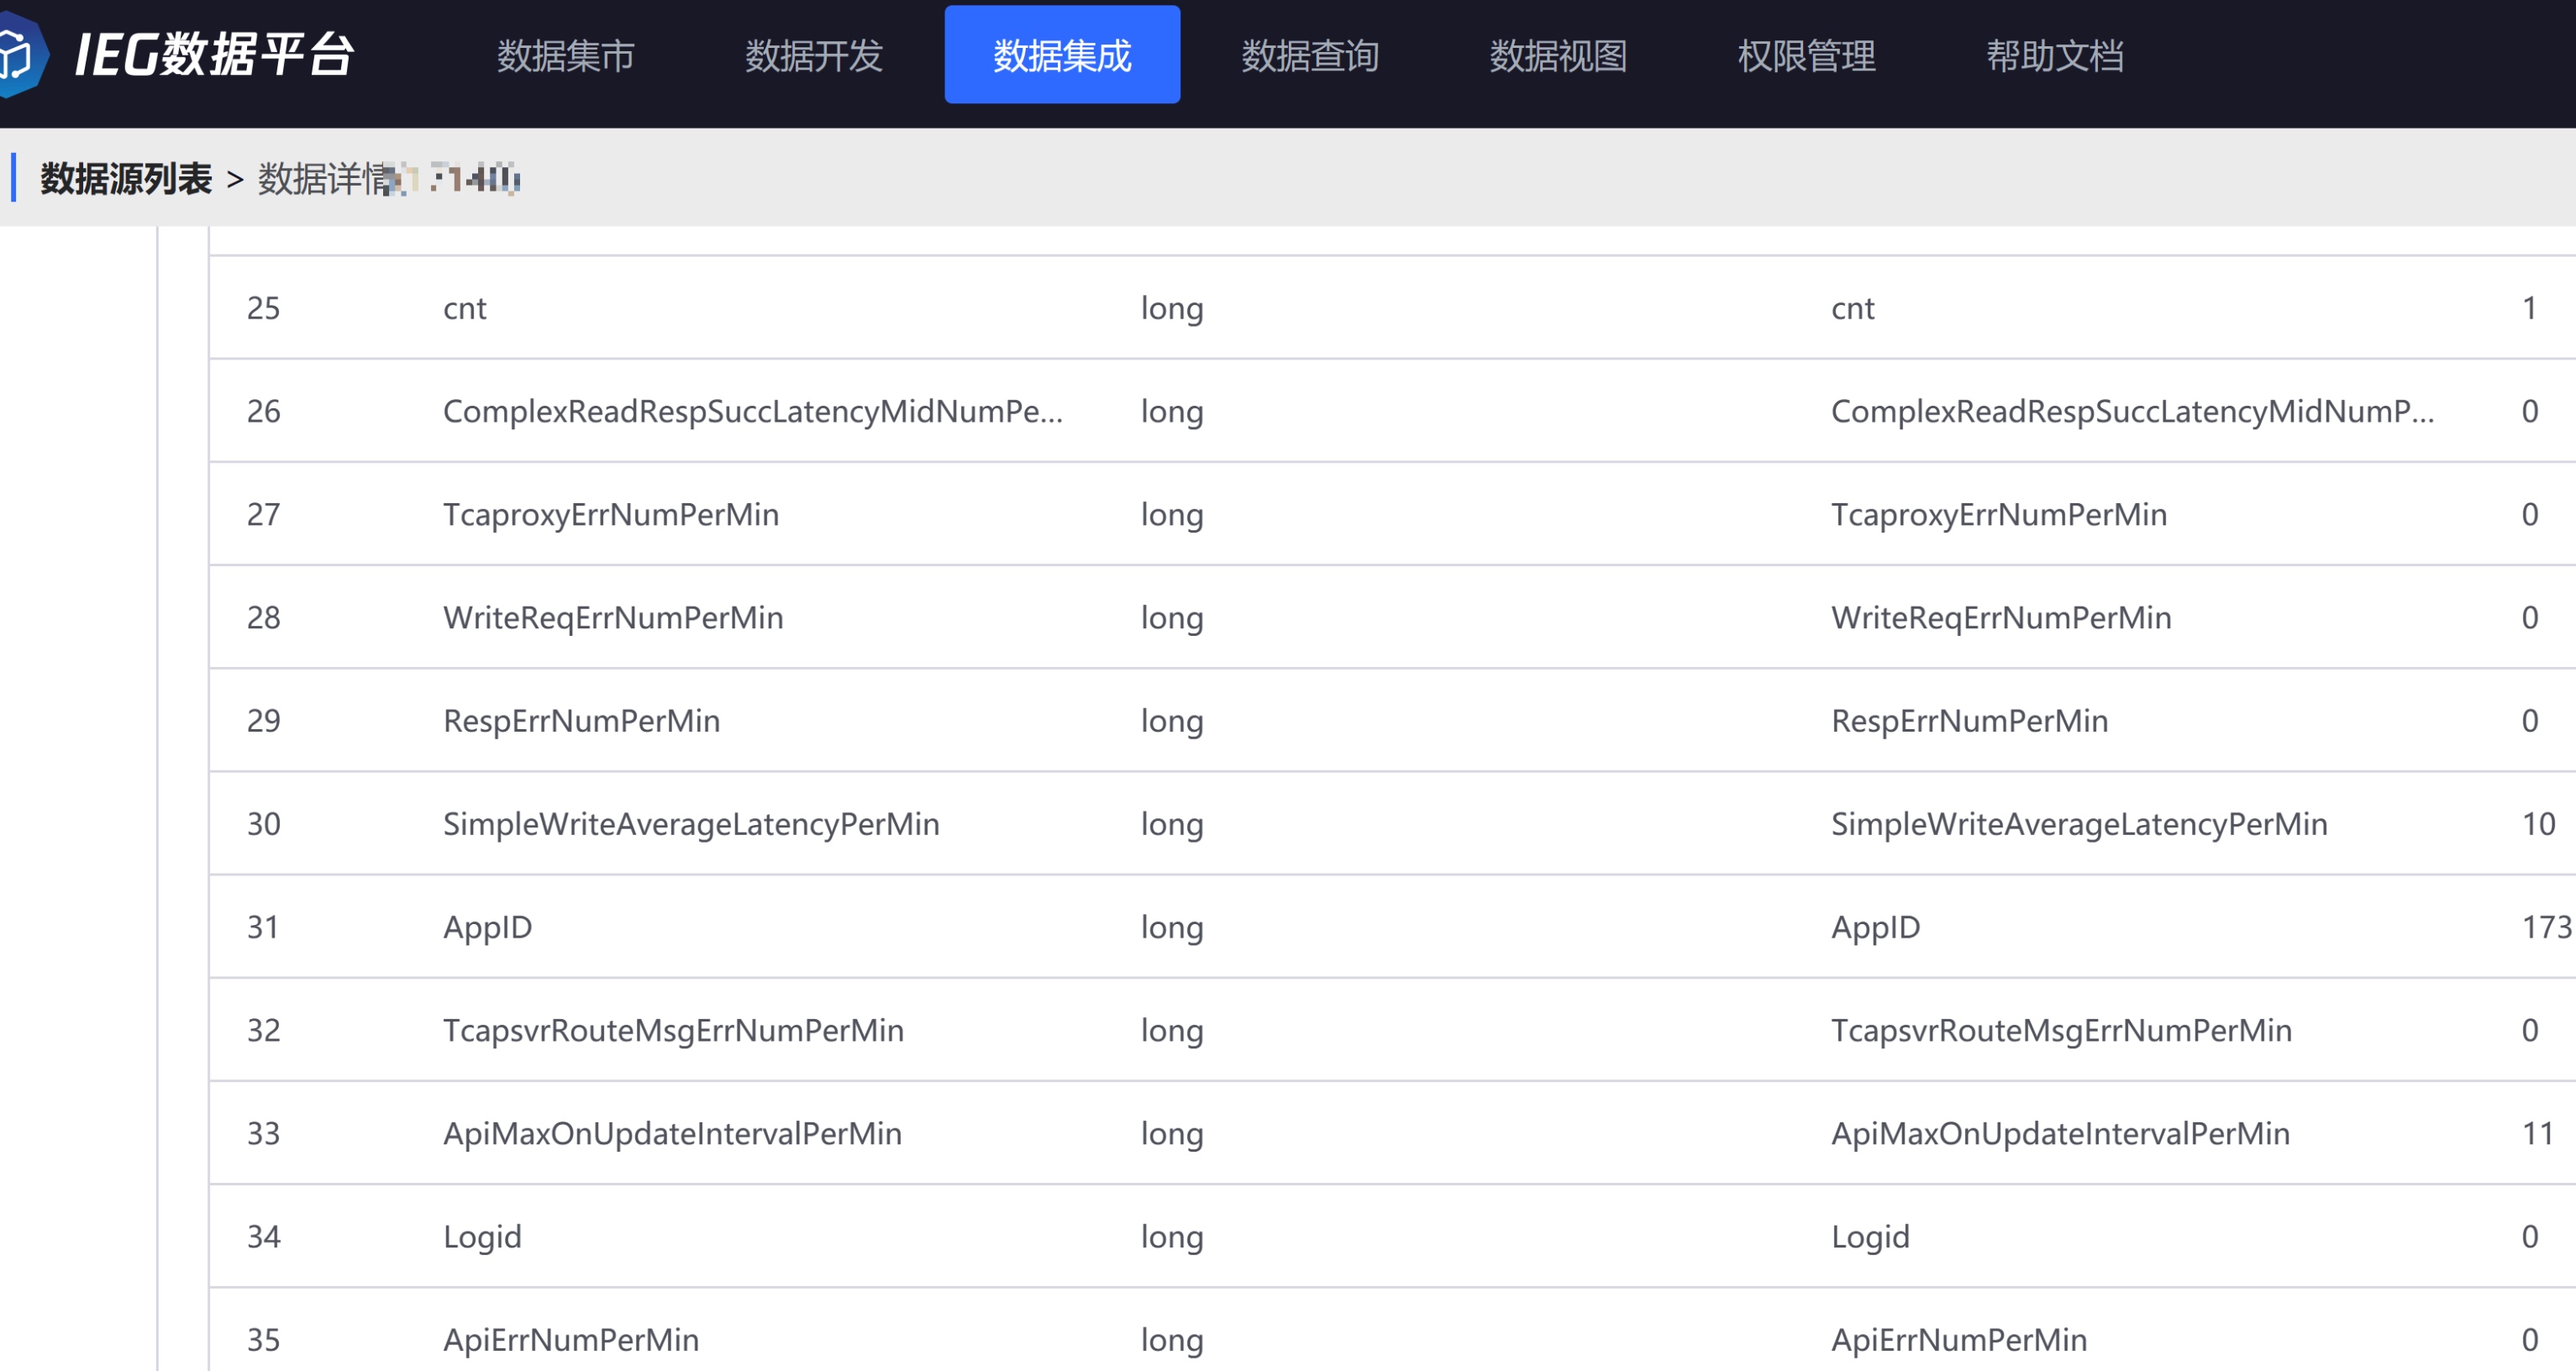 IEG数据平台 数据集市 数据开发 数据集成 数据查询 数据视图 权限管理 帮助文档
数据源列表 > 数据详情
25 cnt long cnt 1
26 ComplexReadRespSuccLatencyMidNumPe... long ComplexReadRespSuccLatencyMidNumP... 0
27 TcaproxyErrNumPerMin long TcaproxyErrNumPerMin 0
28 WriteReqErrNumPerMin long WriteReqErrNumPerMin 0
29 RespErrNumPerMin long RespErrNumPerMin 0
30 SimpleWriteAverageLatencyPerMin long SimpleWriteAverageLatencyPerMin 10
31 AppID long AppID 173
32 TcapsvrRouteMsgErrNumPerMin long TcapsvrRouteMsgErrNumPerMin 0
33 ApiMaxOnUpdateIntervalPerMin long ApiMaxOnUpdateIntervalPerMin 11
34 Logid long Logid 0
35 ApiErrNumPerMin long ApiErrNumPerMin 0